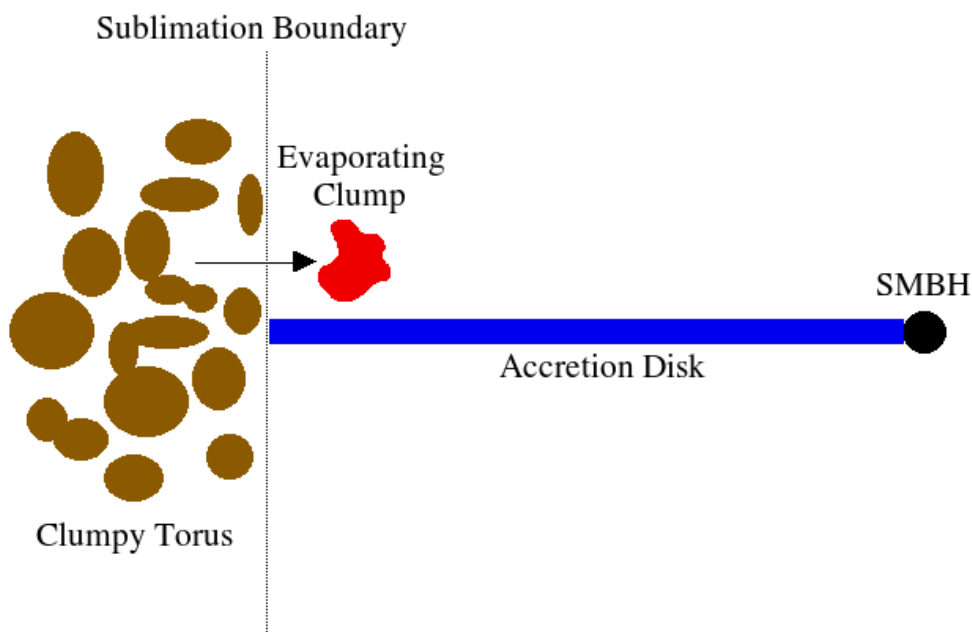 Sublimation Boundary
Evaporating
Clump
SMBH
Accretion Disk
Clumpy Torus